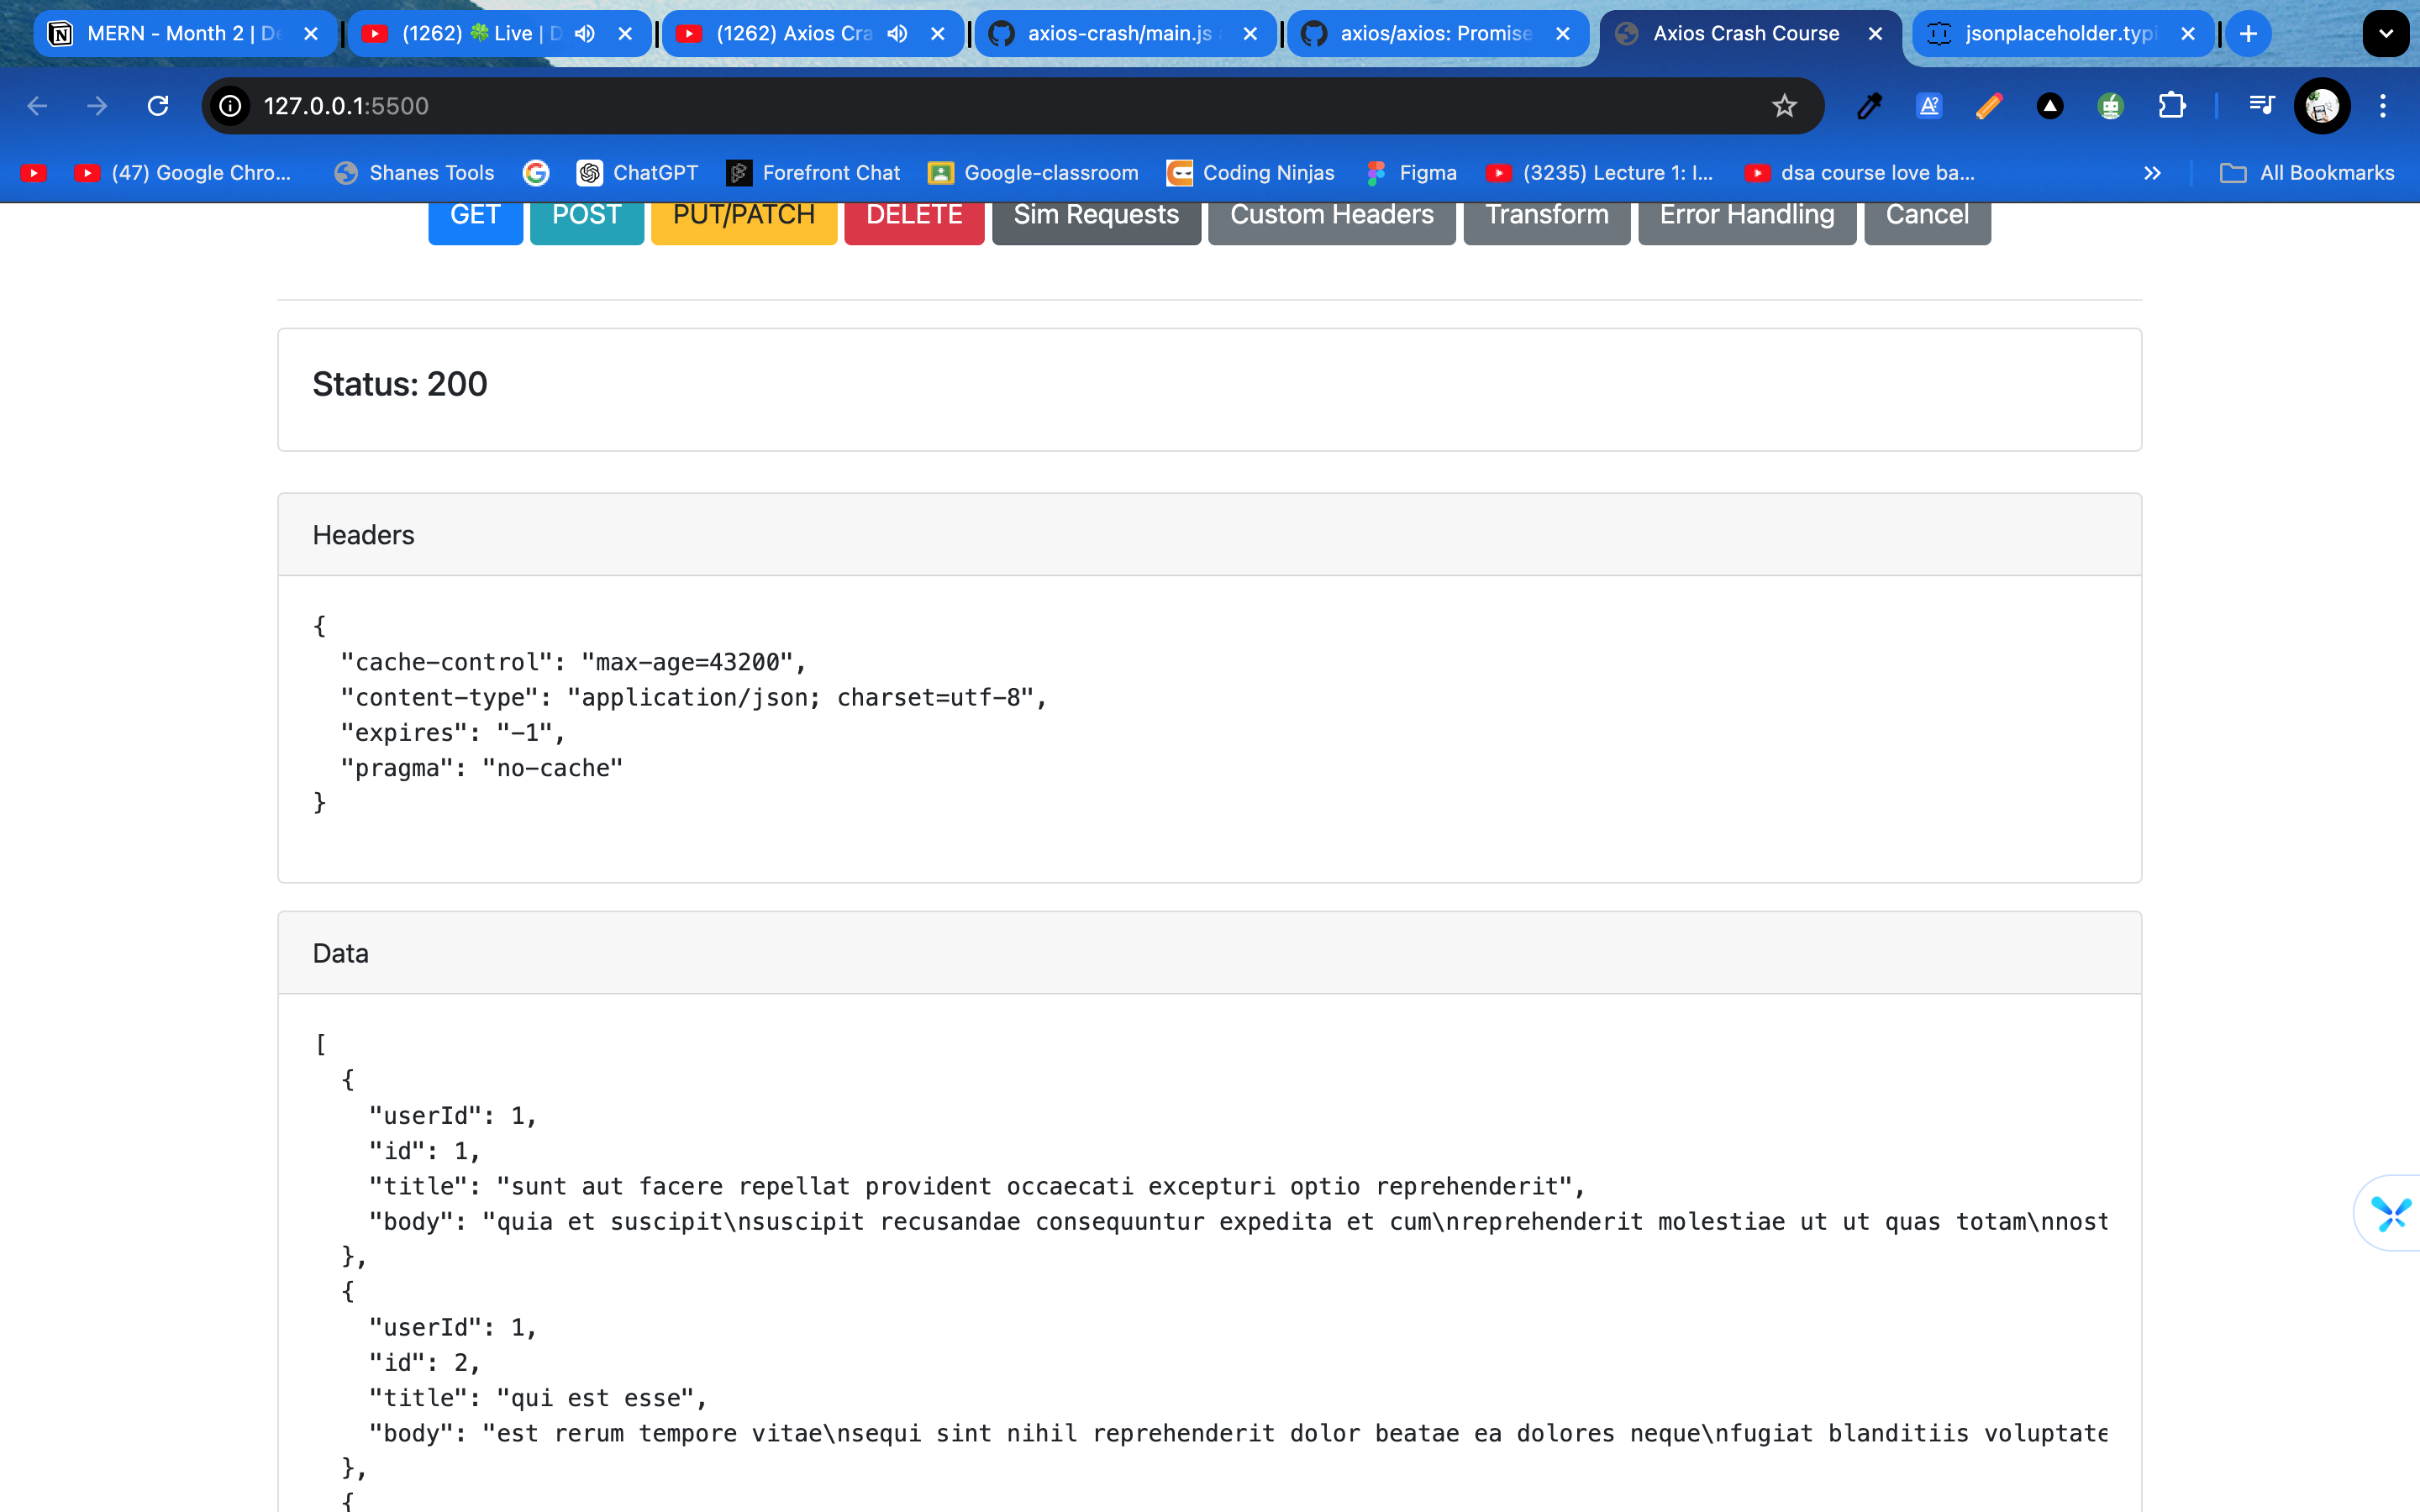 MERN - Month 2 | De
(1262) 🍀Live | D
(1262) Axios Cra
axios-crash/main.js
axios/axios: Promise
Axios Crash Course
jsonplaceholder.typi
127.0.0.1:5500
(47) Google Chro...
Shanes Tools
ChatGPT
Forefront Chat
Google-classroom
Coding Ninjas
Figma
(3235) Lecture 1: I...
dsa course love ba...
All Bookmarks
GET
POST
PUT/PATCH
DELETE
Sim Requests
Custom Headers
Transform
Error Handling
Cancel
Status: 200
Headers
{
"cache-control": "max-age=43200",
"content-type": "application/json; charset=utf-8",
"expires": "-1",
"pragma": "no-cache"
}
Data
[
{
"userId": 1,
"id": 1,
"title": "sunt aut facere repellat provident occaecati excepturi optio reprehenderit",
"body": "quia et suscipit\nsuscipit recusandae consequuntur expedita et cum\nreprehenderit molestiae ut ut quas totam\nnost
},
{
"userId": 1,
"id": 2,
"title": "qui est esse",
"body": "est rerum tempore vitae\nsequi sint nihil reprehenderit dolor beatae ea dolores neque\nfugiat blanditiis voluptate
},
{